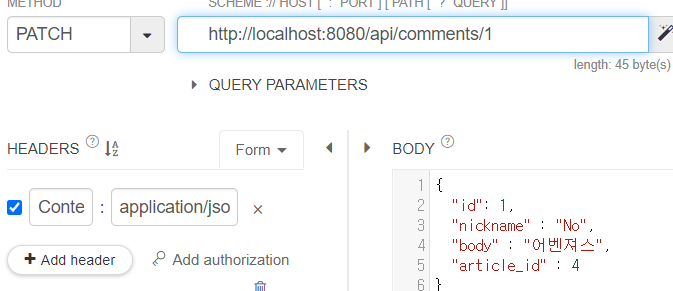 METHOD
SCHEME :// HOST [ ":" PORT ] [ PATH [ "?" QUERY ]]
PATCH
http://localhost:8080/api/comments/1
length: 45 byte(s)
QUERY PARAMETERS
HEADERS ? Form
BODY ?
Conte : application/jso ×
Add header
Add authorization
1 {
2 "id": 1,
3 "nickname" : "No",
4 "body" : "어벤져스",
5 "article_id" : 4
6 }